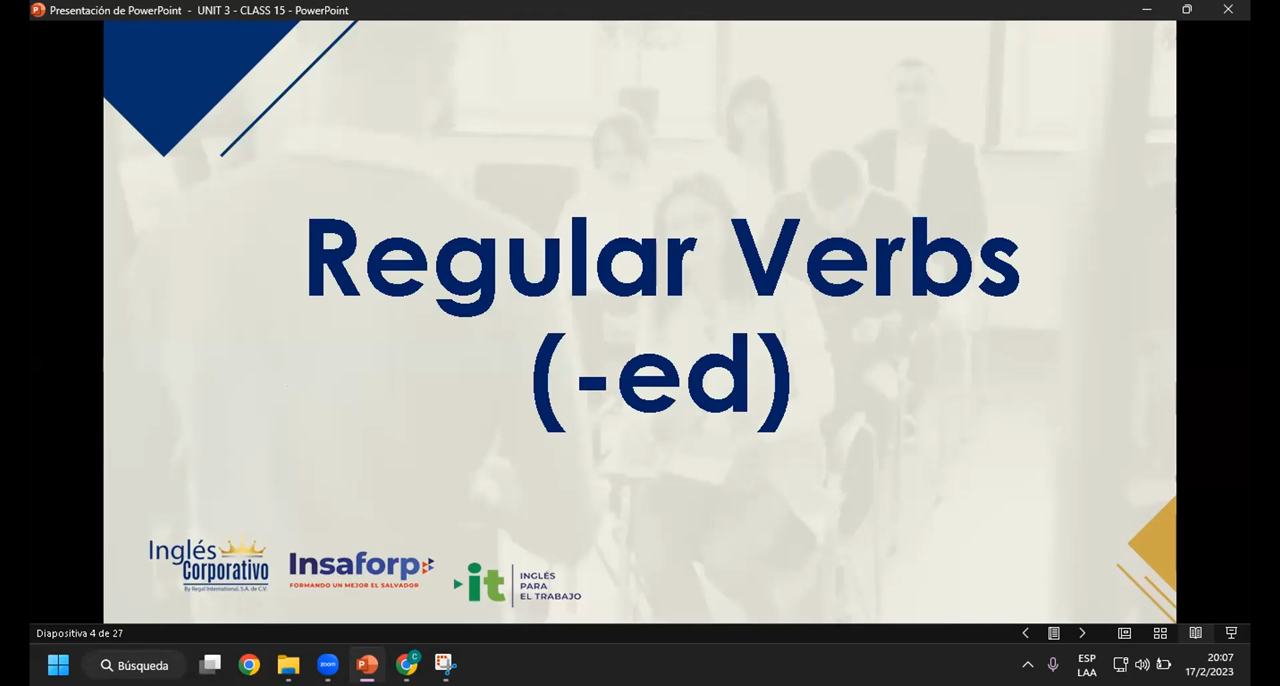 Presentación de PowerPoint - UNIT 3 - CLASS 15 - PowerPoint
Regular Verbs
(-ed)
Inglés
Corporativo
By Regal International, S.A. de C.V.
Insaforp
FORMANDO UN MEJOR EL SALVADOR
it
INGLÉS
PARA
EL TRABAJO
Diapositiva 4 de 27
Búsqueda
zoom
C
ESP
LAA
20:07
17/2/2023